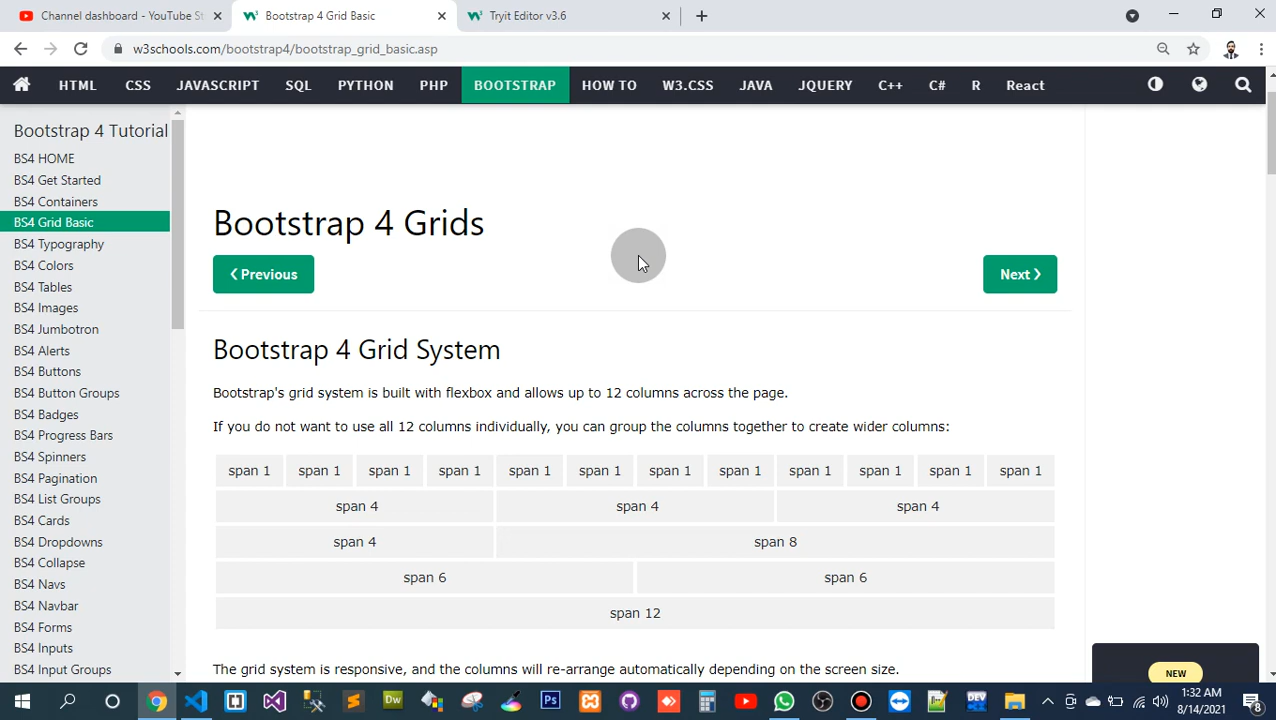 Channel dashboard - YouTube St
Bootstrap 4 Grid Basic
Tryit Editor v3.6
w3schools.com/bootstrap4/bootstrap_grid_basic.asp
HTML CSS JAVASCRIPT SQL PYTHON PHP BOOTSTRAP HOW TO W3.CSS JAVA JQUERY C++ C# R React
Bootstrap 4 Tutorial
BS4 HOME
BS4 Get Started
BS4 Containers
BS4 Grid Basic
BS4 Typography
BS4 Colors
BS4 Tables
BS4 Images
BS4 Jumbotron
BS4 Alerts
BS4 Buttons
BS4 Button Groups
BS4 Badges
BS4 Progress Bars
BS4 Spinners
BS4 Pagination
BS4 List Groups
BS4 Cards
BS4 Dropdowns
BS4 Collapse
BS4 Navs
BS4 Navbar
BS4 Forms
BS4 Inputs
BS4 Input Groups
Bootstrap 4 Grids
❮ Previous
Next ❯
Bootstrap 4 Grid System
Bootstrap's grid system is built with flexbox and allows up to 12 columns across the page.
If you do not want to use all 12 columns individually, you can group the columns together to create wider columns:
span 1 span 1 span 1 span 1 span 1 span 1 span 1 span 1 span 1 span 1 span 1 span 1
span 4 span 4 span 4
span 4 span 8
span 6 span 6
span 12
The grid system is responsive, and the columns will re-arrange automatically depending on the screen size.
NEW
Dw
Ps
DEV
1:32 AM
8/14/2021
8